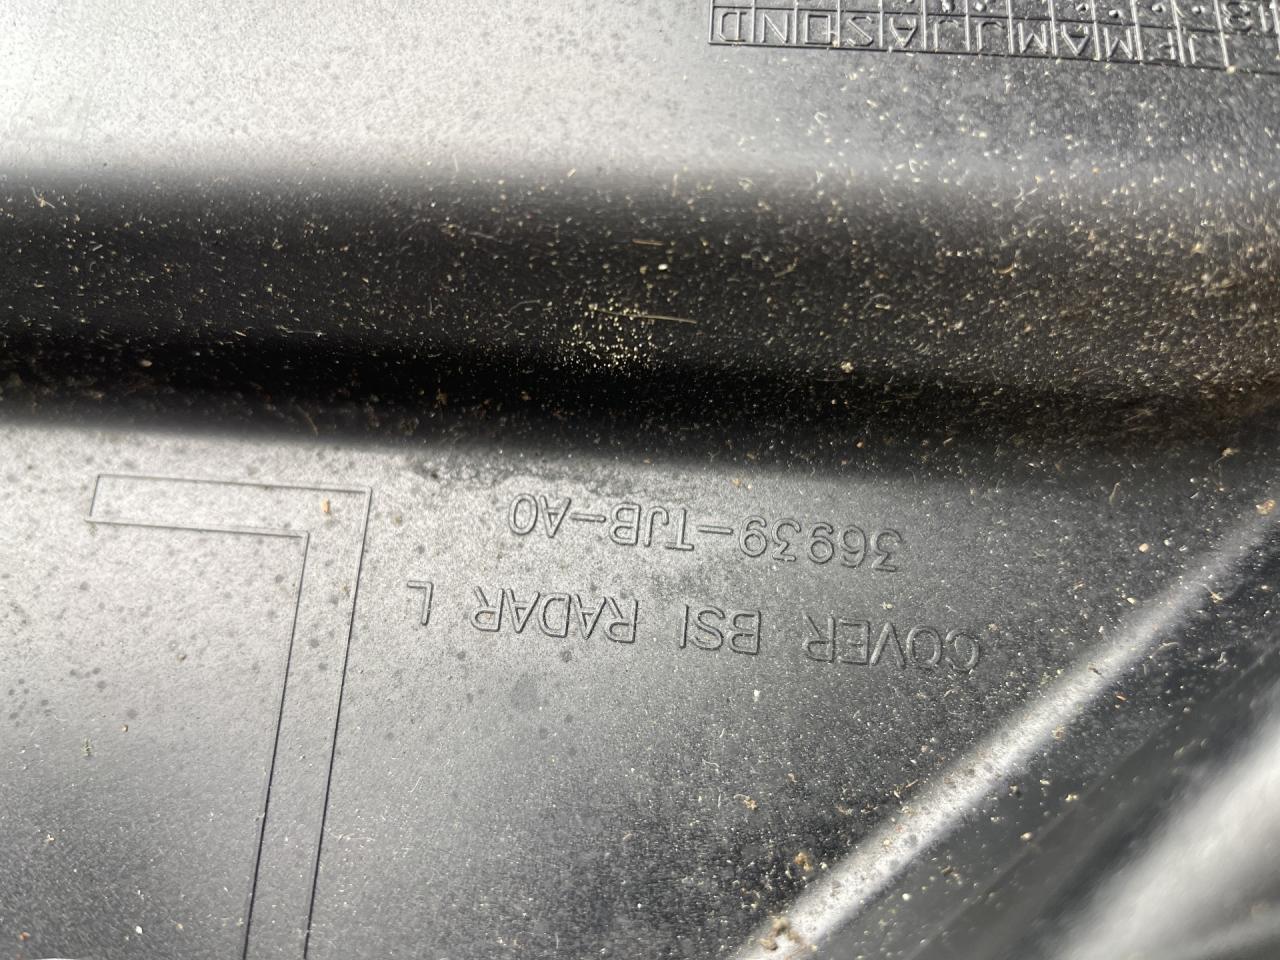 COVER BSI RADAR L
36939-TJB-A0
J F M A M J J A S O N D